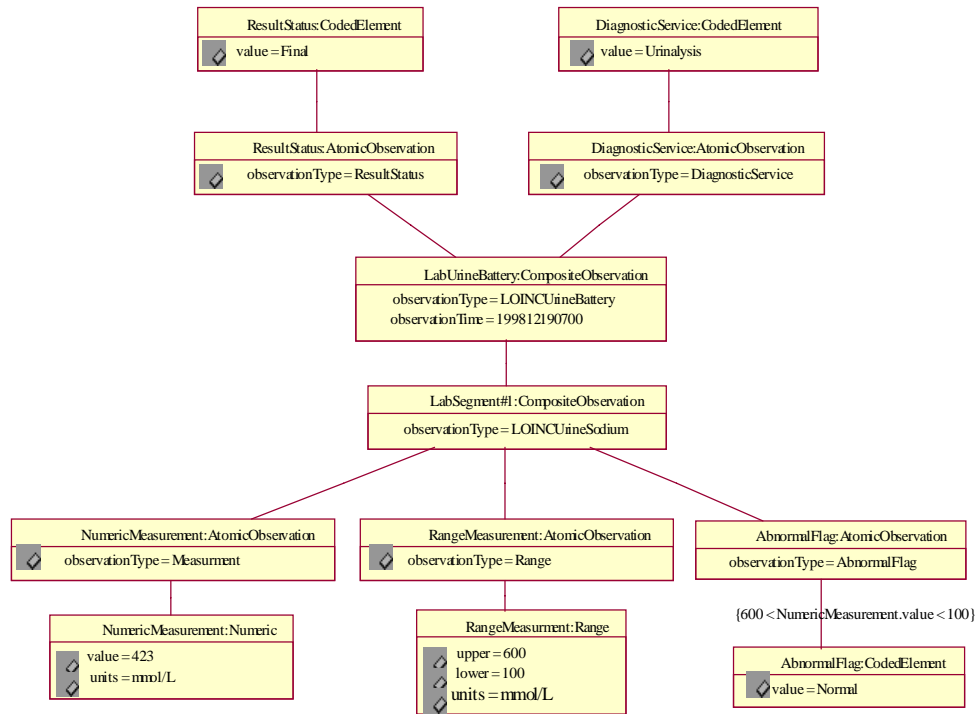 ResultStatus:CodedElement
value = Final
DiagnosticService:CodedElement
value = Urinalysis
ResultStatus:AtomicObservation
observationType = ResultStatus
DiagnosticService:AtomicObservation
observationType = DiagnosticService
LabUrineBattery:CompositeObservation
observationType = LOINCUrineBattery
observationTime = 199812190700
LabSegment#1:CompositeObservation
observationType = LOINCUrineSodium
NumericMeasurement:AtomicObservation
observationType = Measurment
RangeMeasurement:AtomicObservation
observationType = Range
AbnormalFlag:AtomicObservation
observationType = AbnormalFlag
{600 < NumericMeasurement.value < 100}
NumericMeasurement:Numeric
value = 423
units = mmol/L
RangeMeasurment:Range
upper = 600
lower = 100
units = mmol/L
AbnormalFlag:CodedElement
value = Normal